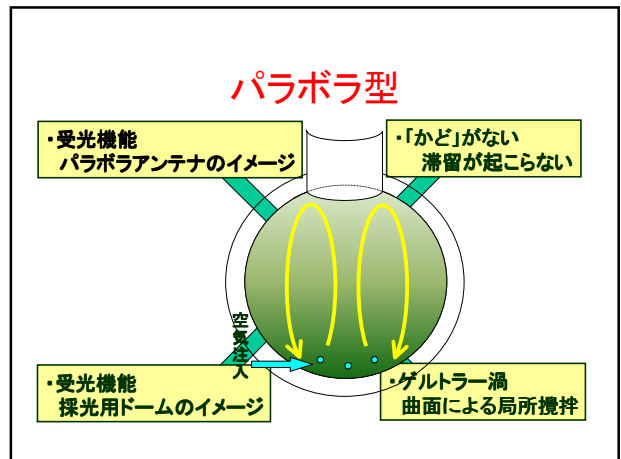 パラボラ型
・受光機能
パラボラアンテナのイメージ
・「かど」がない
滞留が起こらない
空気注入
・受光機能
採光用ドームのイメージ
・ゲルトラー渦
曲面による局所攪拌